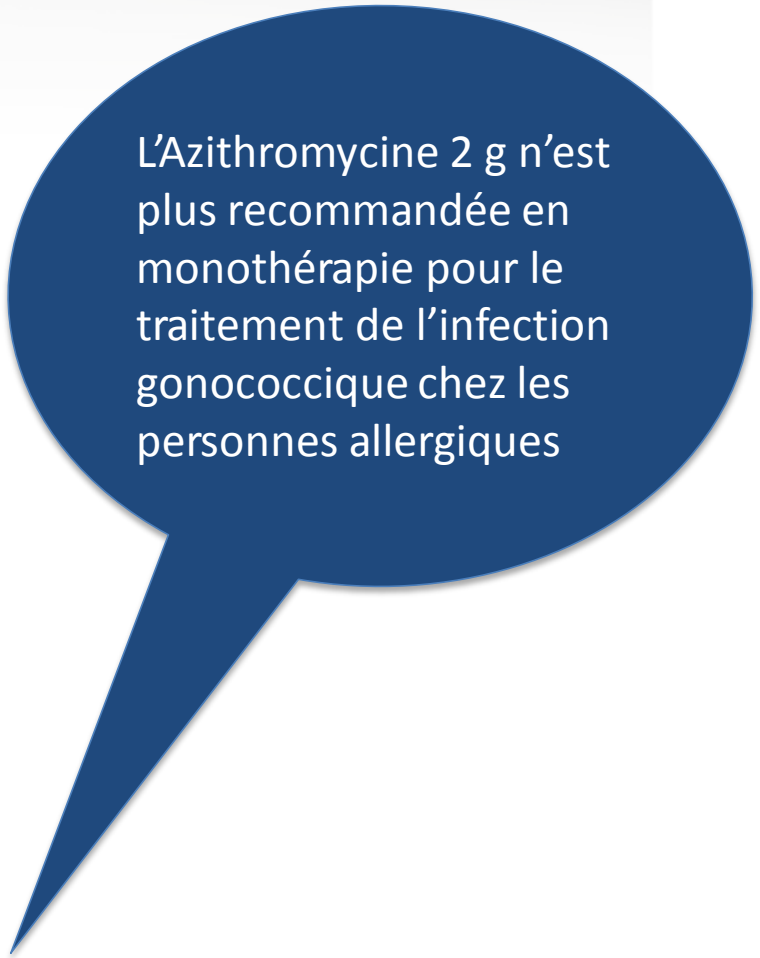 L’Azithromycine 2 g n’est
plus recommandée en
monothérapie pour le
traitement de l’infection
gonococcique chez les
personnes allergiques